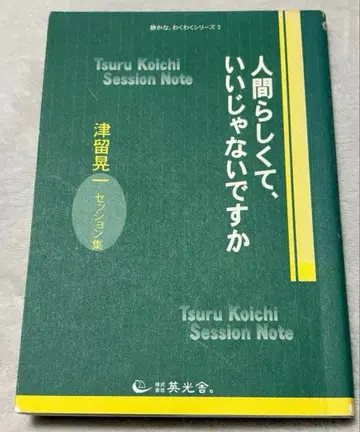 静かな、わくわくシリーズ3
人間らしくて、
いいじゃないですか
Tsuru Koichi
Session Note
津留晃一
セッション集
Tsuru Koichi
Session Note
株式会社 英光舎。